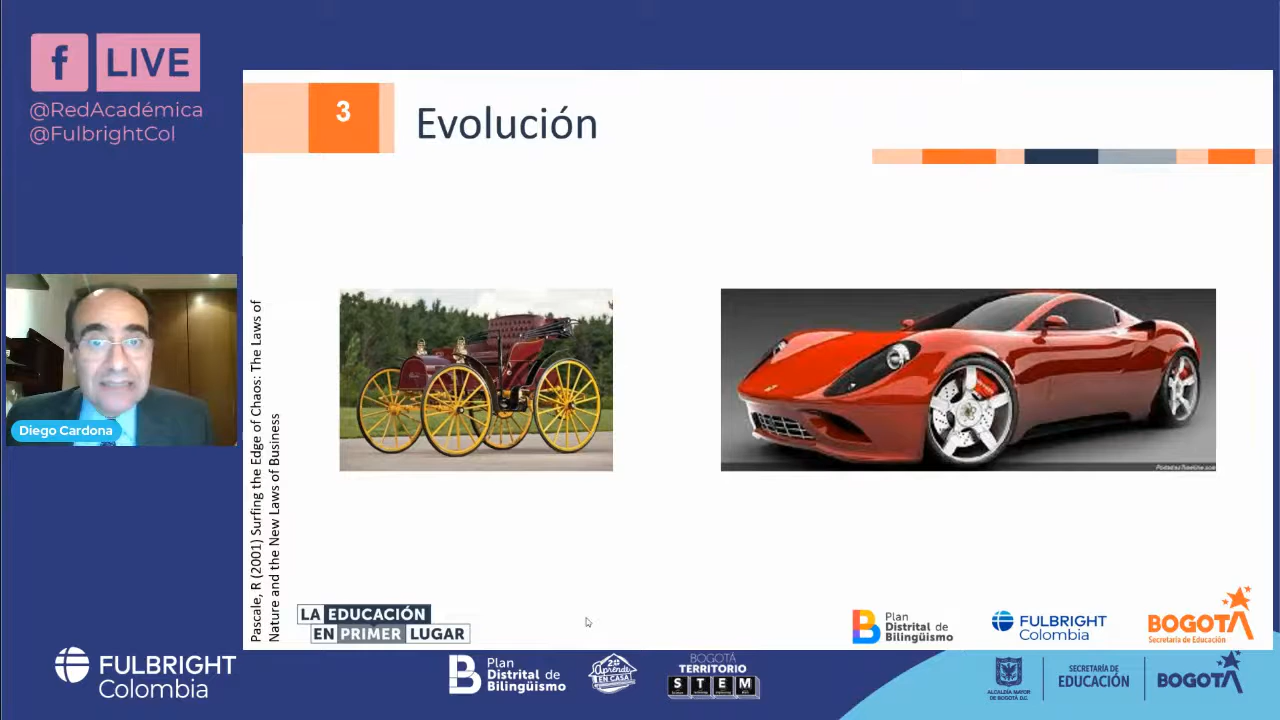 f LIVE
@RedAcadémica
@FulbrightCol
3
Evolución
Pascale, R (2001) Surfing the Edge of Chaos: The Laws of
Nature and the New Laws of Business
Diego Cardona
LA EDUCACIÓN
EN PRIMER LUGAR
Plan
Distrital de
Bilingüismo
FULBRIGHT
Colombia
BOGOTÁ
Secretaría de Educación
FULBRIGHT
Colombia
Plan
Distrital de
Bilingüismo
aprende
EN CASA
BOGOTÁ
TERRITORIO
STEM
ALCALDÍA MAYOR
DE BOGOTÁ D.C.
SECRETARÍA DE
EDUCACIÓN
BOGOTÁ